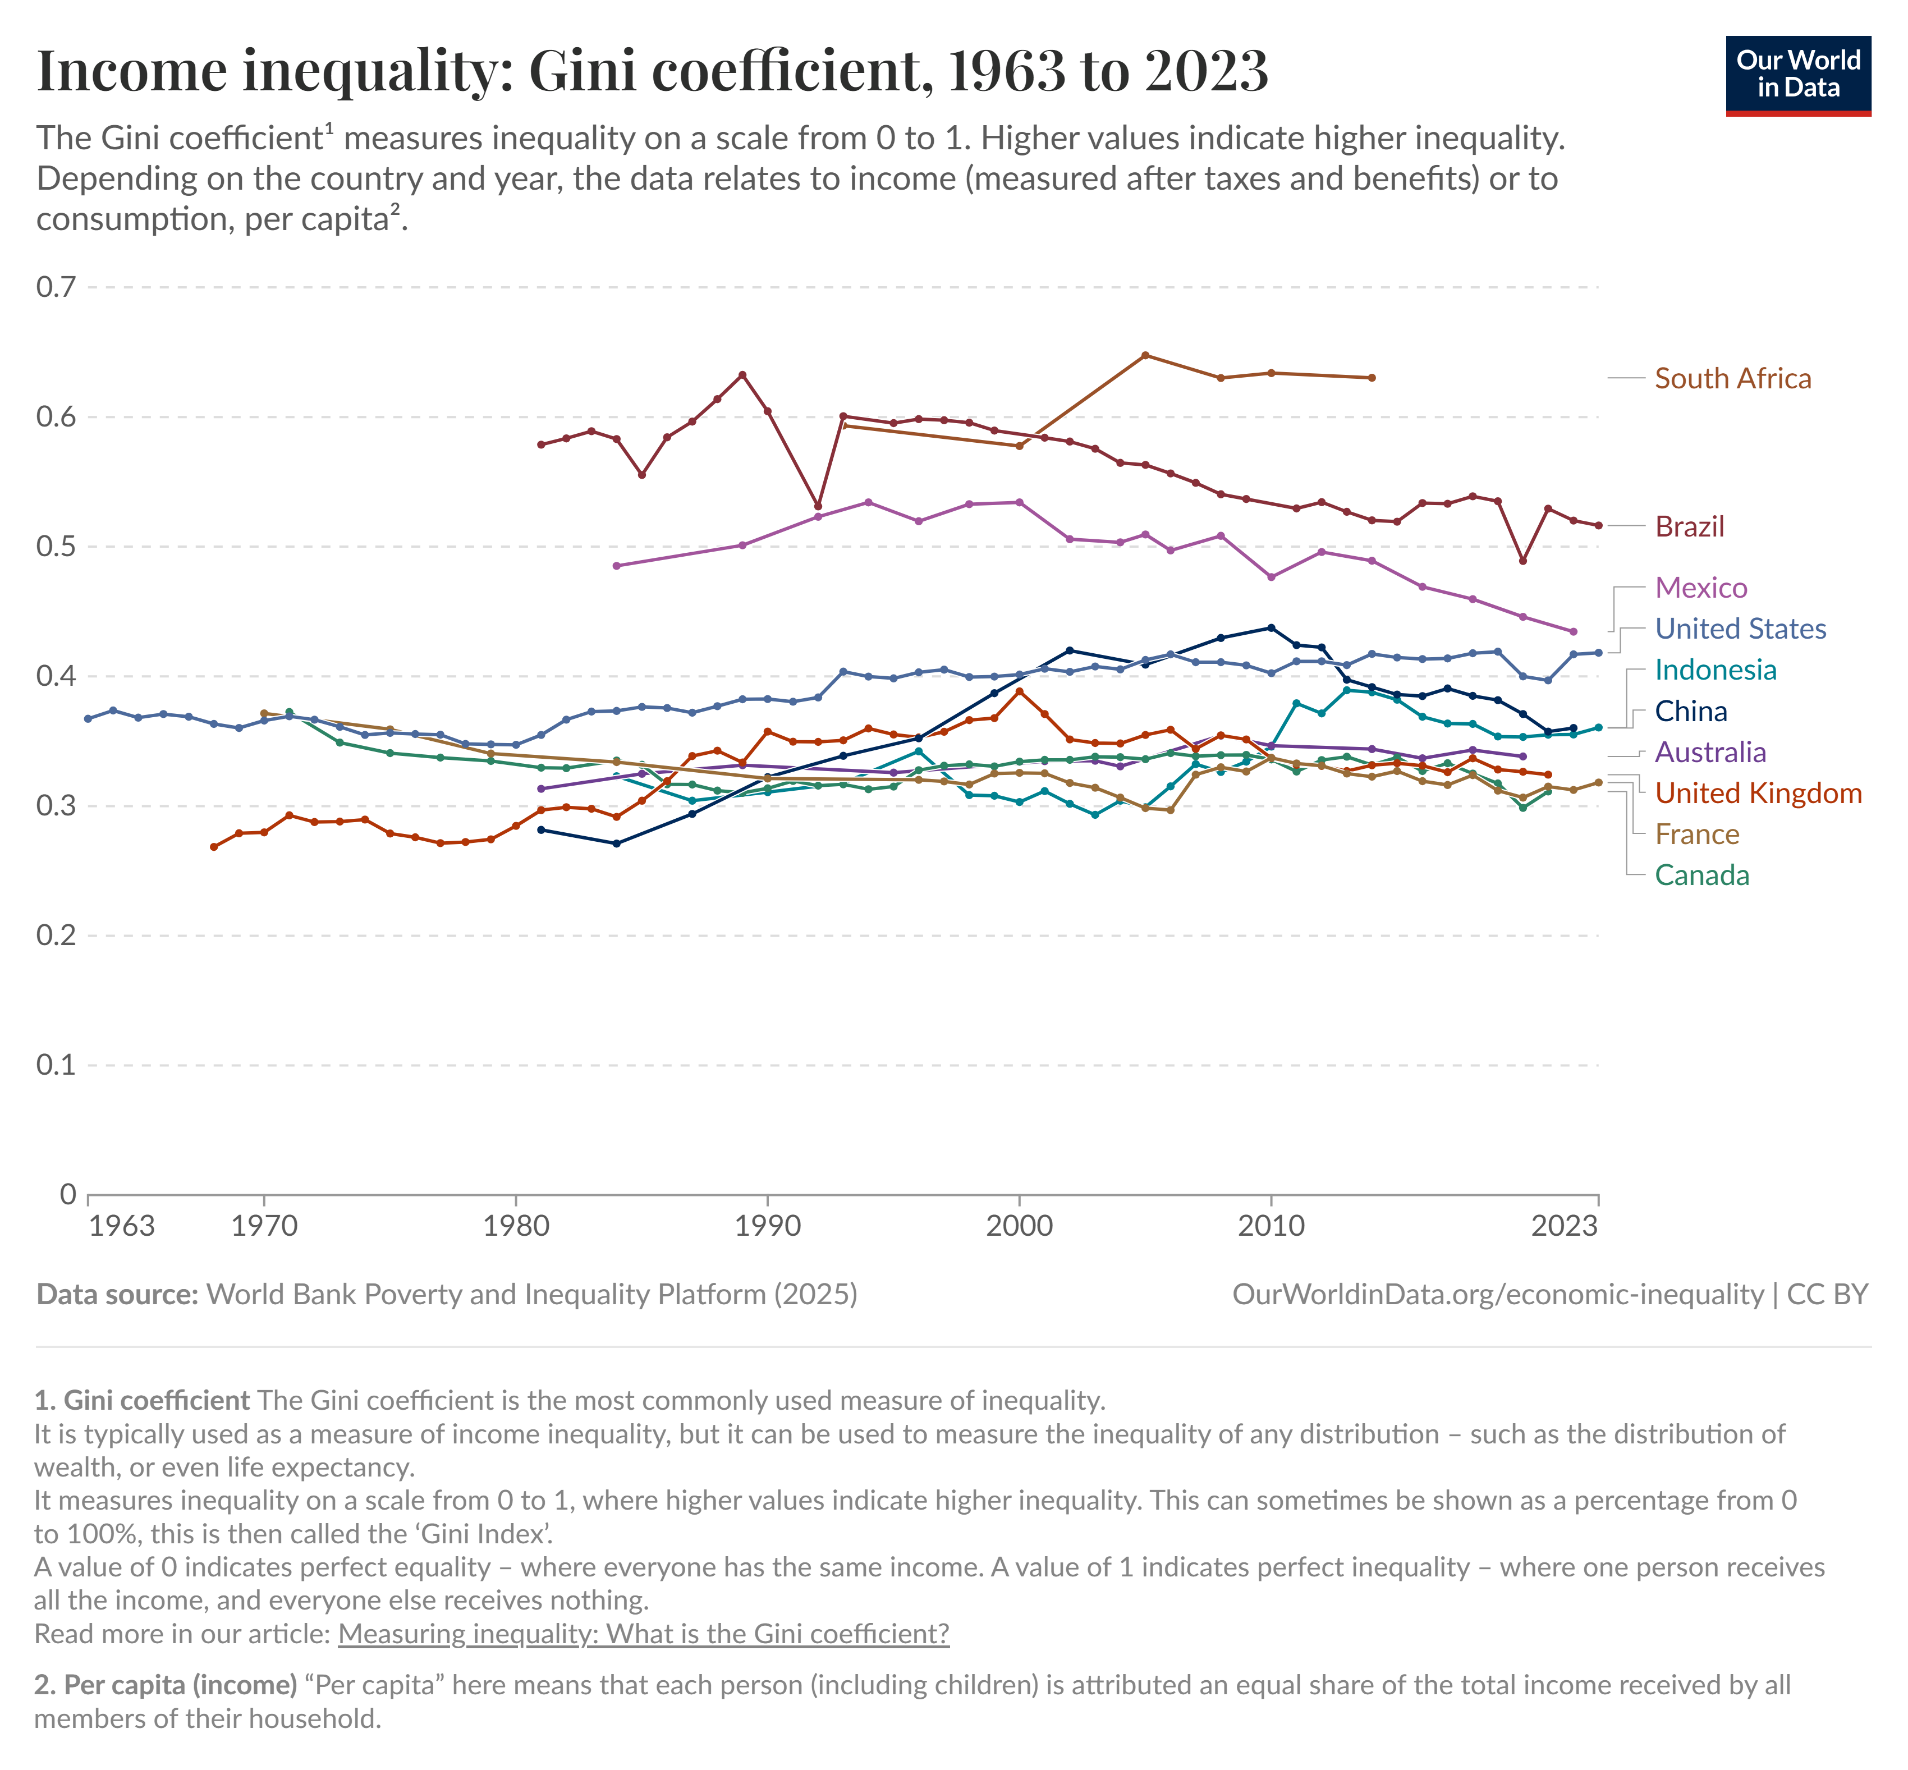 Income inequality: Gini coefficient, 1963 to 2023
Our World
in Data
The Gini coefficient¹ measures inequality on a scale from 0 to 1. Higher values indicate higher inequality.
Depending on the country and year, the data relates to income (measured after taxes and benefits) or to
consumption, per capita².
0.7
0.6
0.5
0.4
0.3
0.2
0.1
0
South Africa
Brazil
Mexico
United States
Indonesia
China
Australia
United Kingdom
France
Canada
1963 1970 1980 1990 2000 2010 2023
Data source: World Bank Poverty and Inequality Platform (2025)
OurWorldinData.org/economic-inequality | CC BY
1. Gini coefficient The Gini coefficient is the most commonly used measure of inequality.
It is typically used as a measure of income inequality, but it can be used to measure the inequality of any distribution – such as the distribution of
wealth, or even life expectancy.
It measures inequality on a scale from 0 to 1, where higher values indicate higher inequality. This can sometimes be shown as a percentage from 0
to 100%, this is then called the ‘Gini Index’.
A value of 0 indicates perfect equality – where everyone has the same income. A value of 1 indicates perfect inequality – where one person receives
all the income, and everyone else receives nothing.
Read more in our article: Measuring inequality: What is the Gini coefficient?
2. Per capita (income) “Per capita” here means that each person (including children) is attributed an equal share of the total income received by all
members of their household.